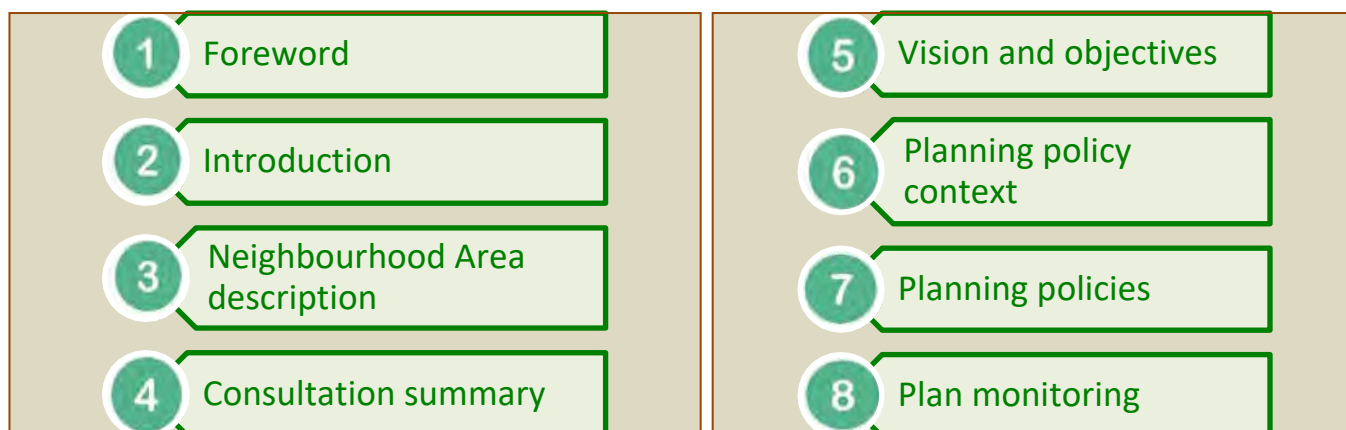 1 Foreword
2 Introduction
3 Neighbourhood Area
description
4 Consultation summary
5 Vision and objectives
6 Planning policy
context
7 Planning policies
8 Plan monitoring